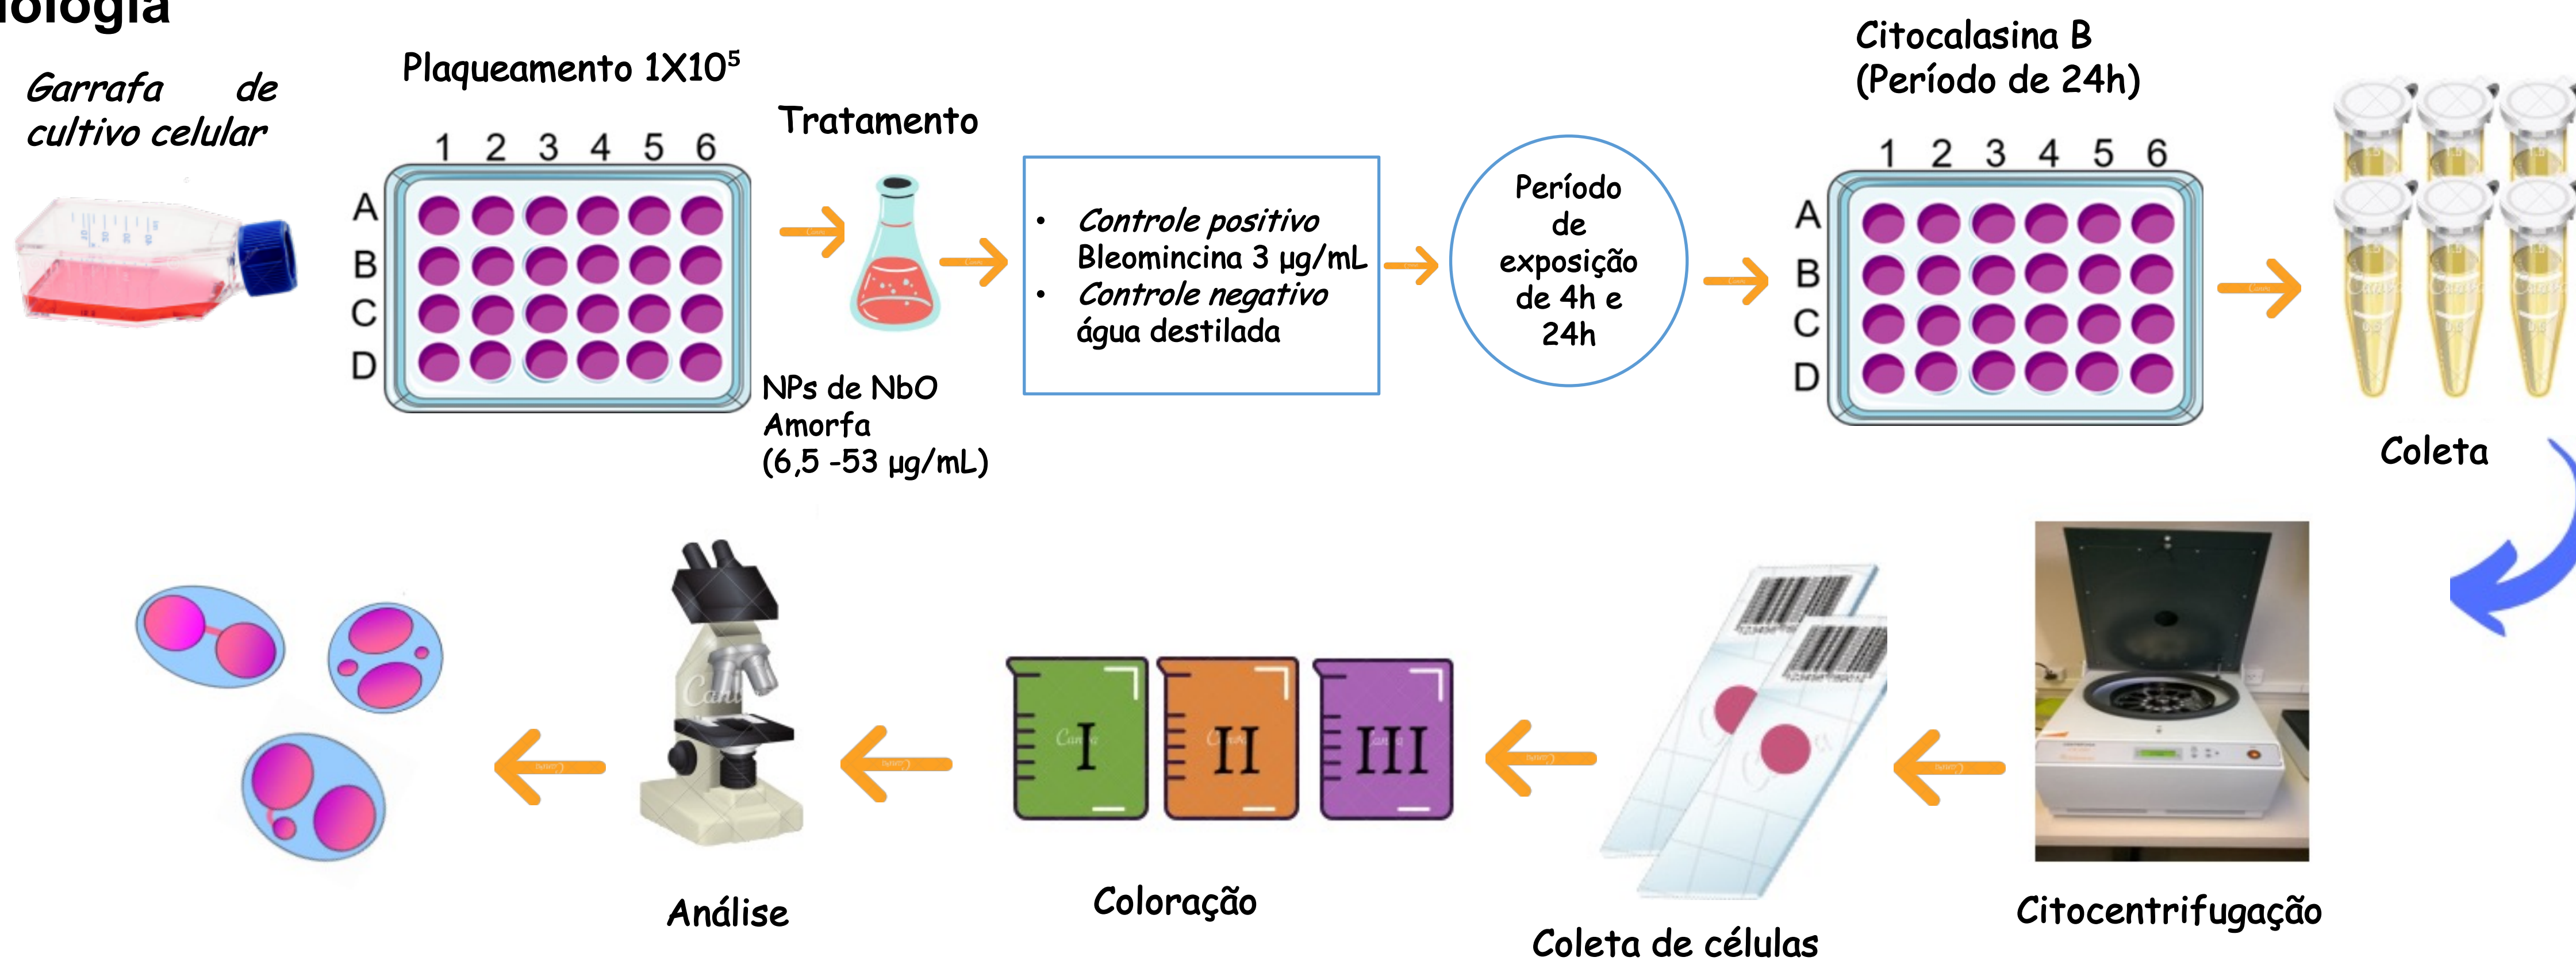 Garrafa de
cultivo celular
Plaqueamento 1X10⁵
1 2 3 4 5 6
A
B
C
D
Tratamento
NPs de NbO
Amorfa
(6,5 -53 µg/mL)
• Controle positivo
Bleomincina 3 µg/mL
• Controle negativo
água destilada
Período
de
exposição
de 4h e
24h
Citocalasina B
(Período de 24h)
1 2 3 4 5 6
A
B
C
D
Coleta
Citocentrifugação
Coleta de células
I II III
Coloração
Análise